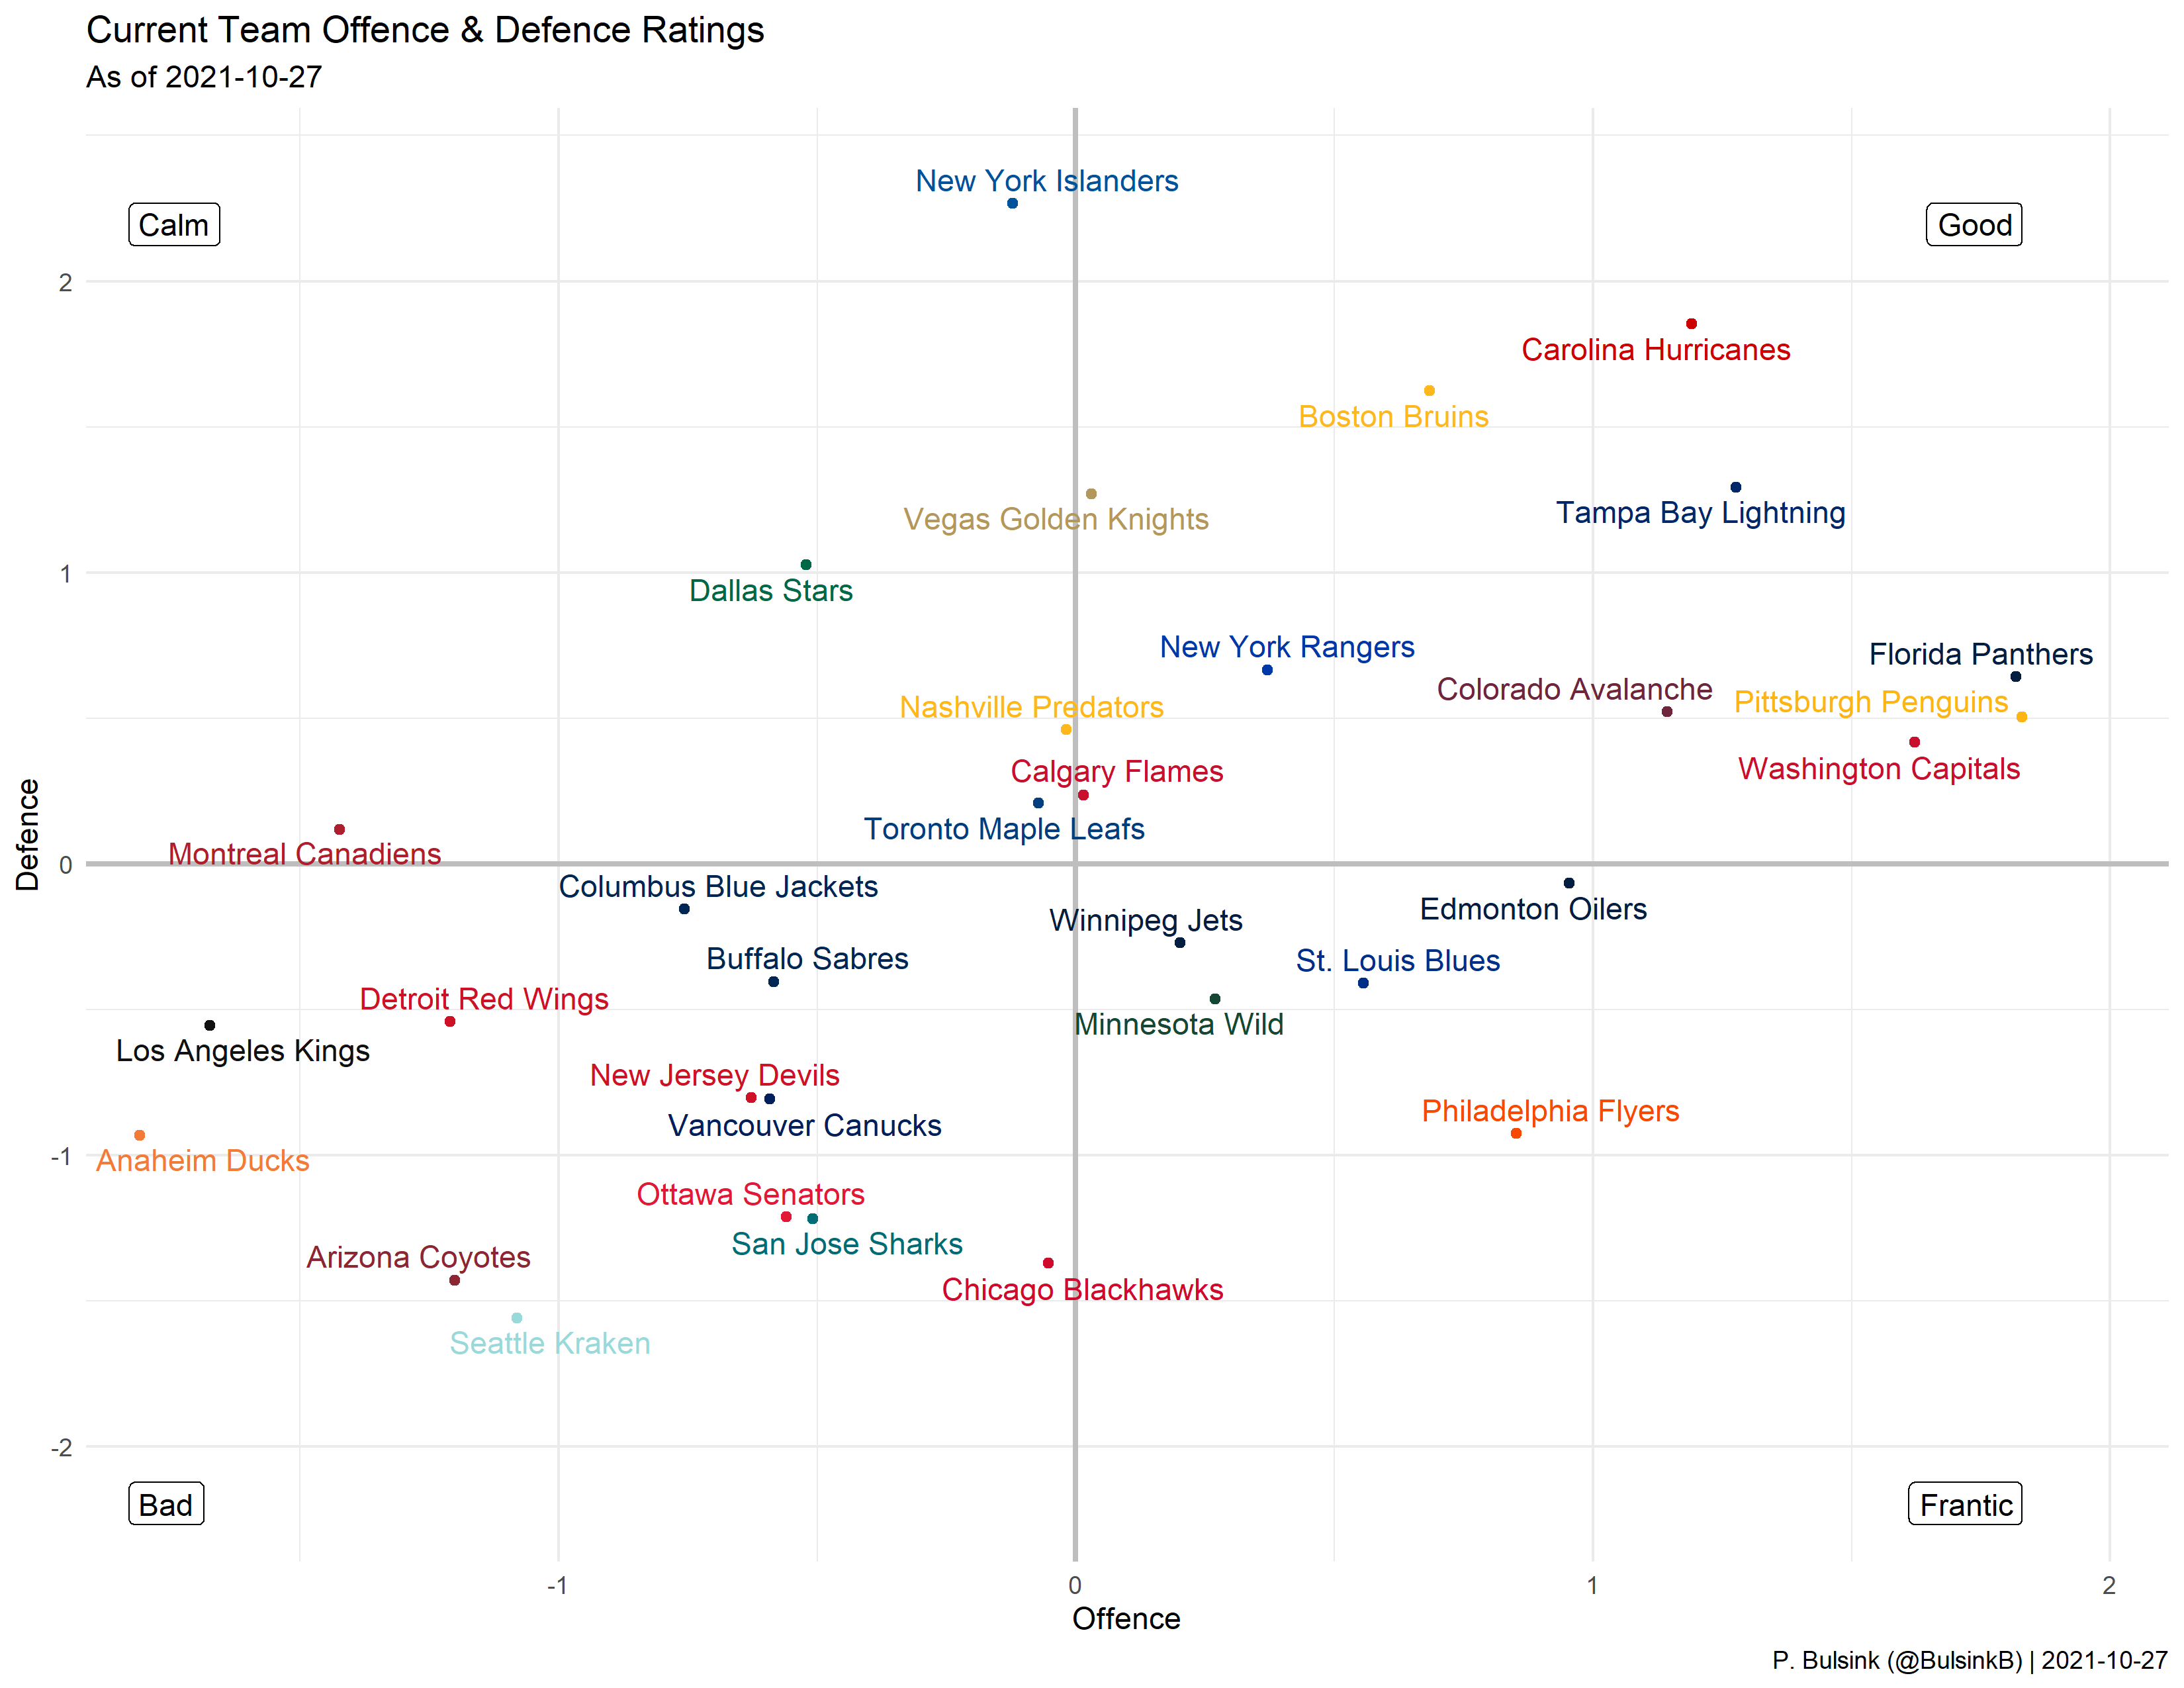 Current Team Offence & Defence Ratings
As of 2021-10-27
New York Islanders
Calm
Good
2
Carolina Hurricanes
Boston Bruins
Vegas Golden Knights
Tampa Bay Lightning
1
Dallas Stars
New York Rangers
Florida Panthers
Colorado Avalanche
Pittsburgh Penguins
Nashville Predators
Washington Capitals
Calgary Flames
Toronto Maple Leafs
Defence
Montreal Canadiens
0
Columbus Blue Jackets
Edmonton Oilers
Winnipeg Jets
Buffalo Sabres
St. Louis Blues
Detroit Red Wings
Minnesota Wild
Los Angeles Kings
New Jersey Devils
Philadelphia Flyers
Vancouver Canucks
-1
Anaheim Ducks
Ottawa Senators
San Jose Sharks
Arizona Coyotes
Chicago Blackhawks
Seattle Kraken
-2
Bad
Frantic
-1
0
1
2
Offence
P. Bulsink (@BulsinkB) | 2021-10-27